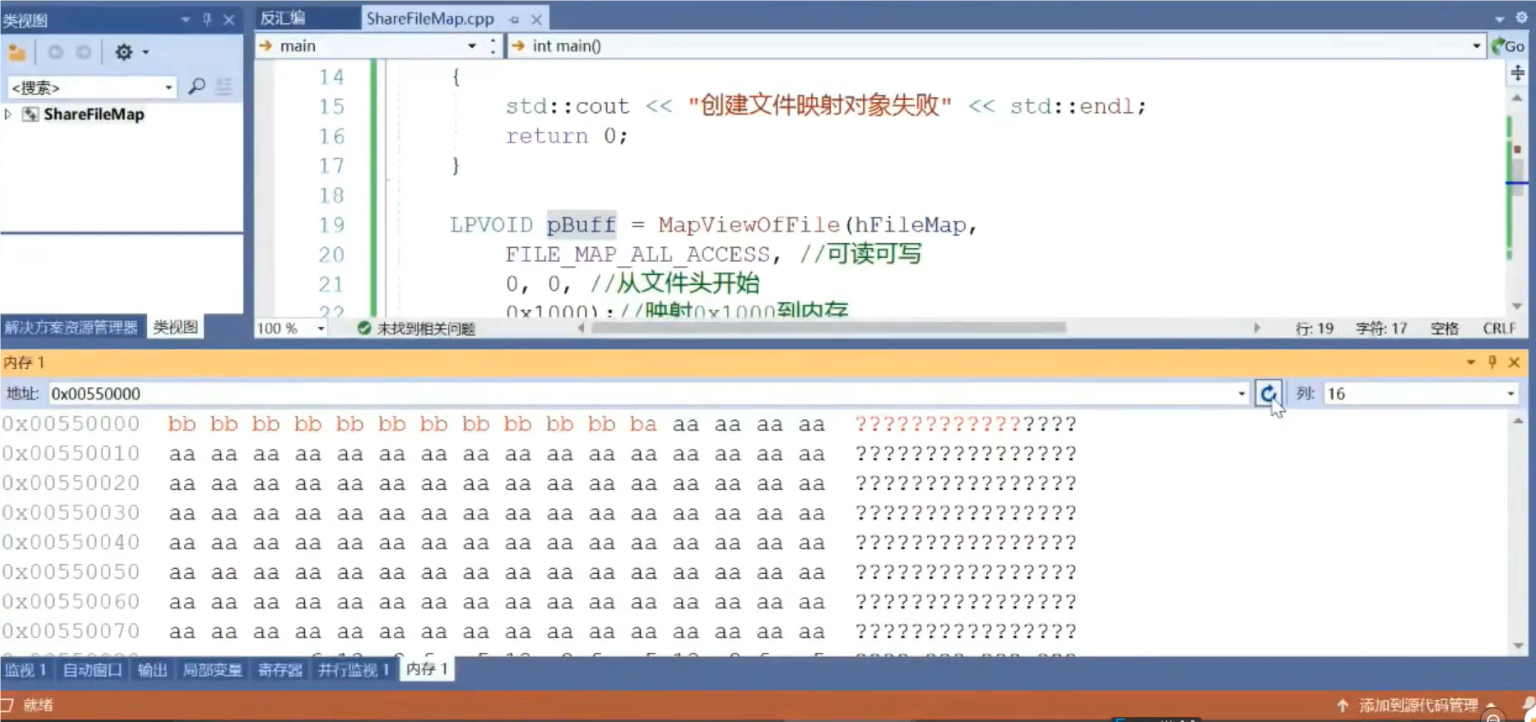 类视图
<搜索>
ShareFileMap
解决方案资源管理器 类视图
反汇编 ShareFileMap.cpp
main int main() Go
14 {
15 std::cout << "创建文件映射对象失败" << std::endl;
16 return 0;
17 }
18
19 LPVOID pBuff = MapViewOfFile(hFileMap,
20 FILE_MAP_ALL_ACCESS, //可读可写
21 0, 0, //从文件头开始
22 0x1000);//映射0x1000到内存
100 % 未找到相关问题 行: 19 字符: 17 空格 CRLF
内存 1
地址: 0x00550000 列: 16
0x00550000 bb bb bb bb bb bb bb bb bb bb bb ba aa aa aa aa ????????????????
0x00550010 aa aa aa aa aa aa aa aa aa aa aa aa aa aa aa aa ????????????????
0x00550020 aa aa aa aa aa aa aa aa aa aa aa aa aa aa aa aa ????????????????
0x00550030 aa aa aa aa aa aa aa aa aa aa aa aa aa aa aa aa ????????????????
0x00550040 aa aa aa aa aa aa aa aa aa aa aa aa aa aa aa aa ????????????????
0x00550050 aa aa aa aa aa aa aa aa aa aa aa aa aa aa aa aa ????????????????
0x00550060 aa aa aa aa aa aa aa aa aa aa aa aa aa aa aa aa ????????????????
0x00550070 aa aa aa aa aa aa aa aa aa aa aa aa aa aa aa aa ????????????????
监视 1 自动窗口 输出 局部变量 寄存器 并行监视 1 内存 1
就绪 添加到源代码管理